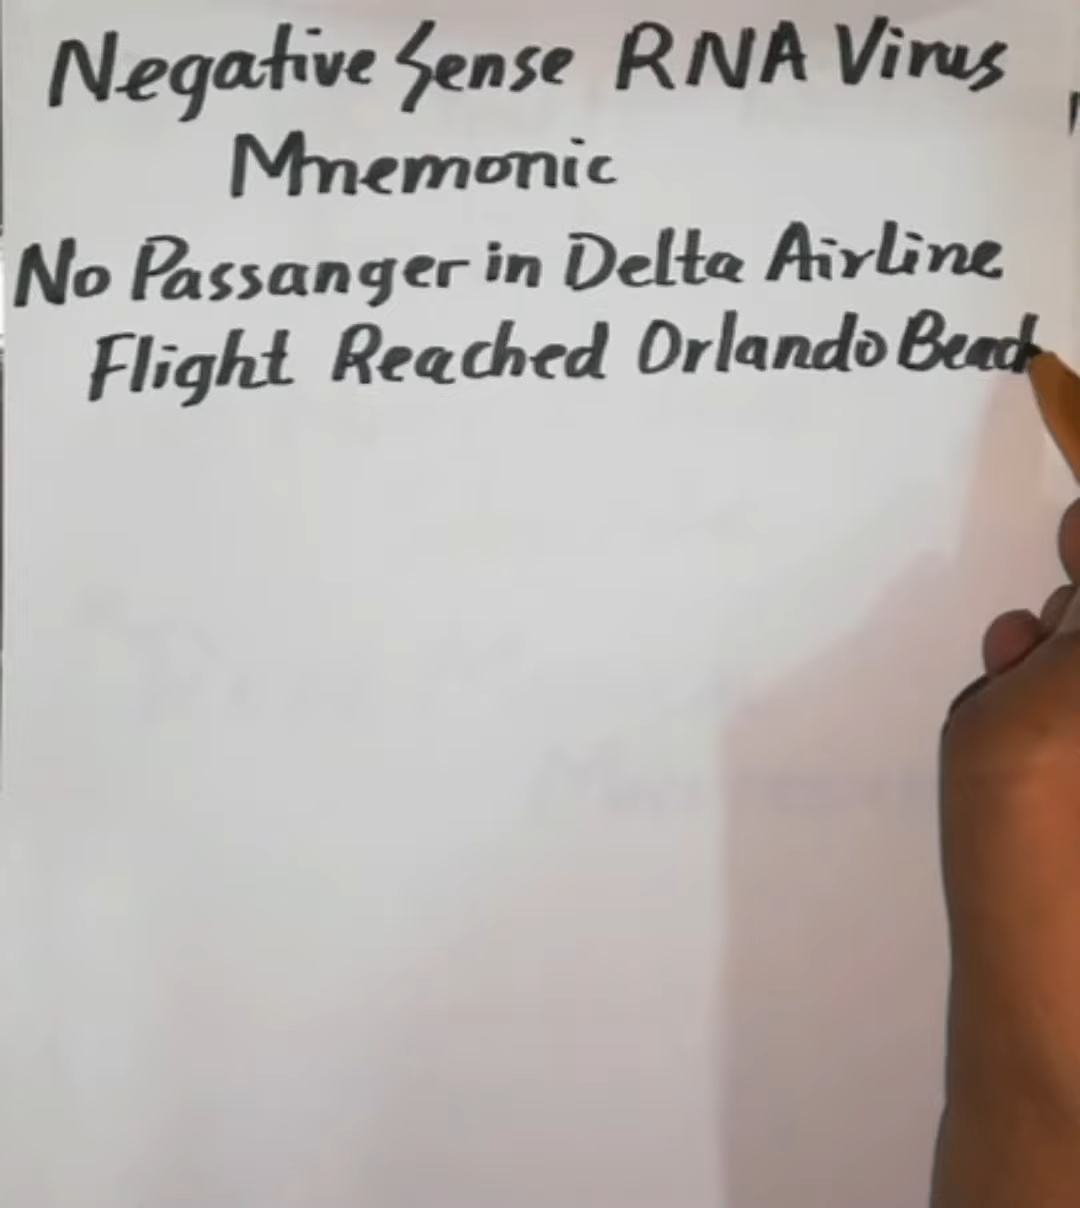 Negative Sense RNA Virus
Mnemonic
No Passanger in Delta Airline
Flight Reached Orlando Beach